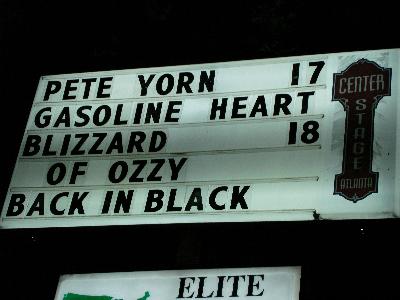 PETE YORN 17
GASOLINE HEART
BLIZZARD 18
OF OZZY
BACK IN BLACK
CENTER
STAGE
ATLANTA
ELITE